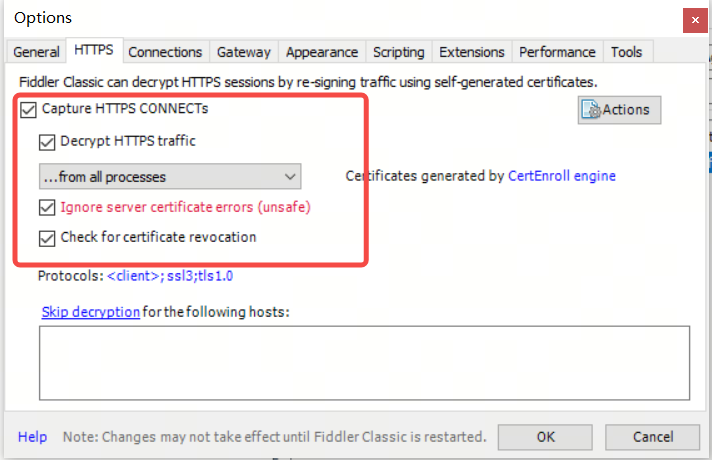 Options
General HTTPS Connections Gateway Appearance Scripting Extensions Performance Tools
Fiddler Classic can decrypt HTTPS sessions by re-signing traffic using self-generated certificates.
Capture HTTPS CONNECTs
Actions
Decrypt HTTPS traffic
...from all processes
Certificates generated by CertEnroll engine
Ignore server certificate errors (unsafe)
Check for certificate revocation
Protocols: <client>; ssl3;tls1.0
Skip decryption for the following hosts:
Help Note: Changes may not take effect until Fiddler Classic is restarted. OK Cancel